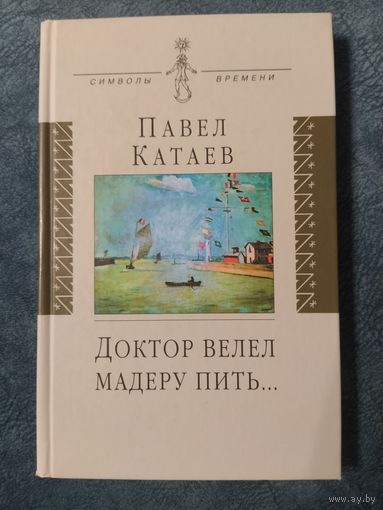 СИМВОЛЫ ВРЕМЕНИ
ПАВЕЛ
КАТАЕВ
ДОКТОР ВЕЛЕЛ
МАДЕРУ ПИТЬ...
www.ay.by